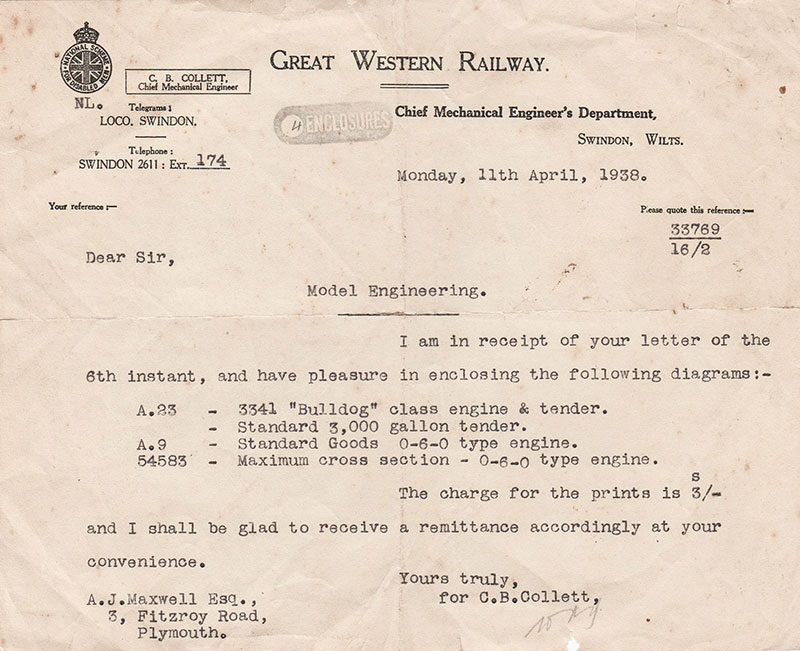 NATIONAL SCHEME
FOR DISABLED MEN
C. B. COLLETT,
Chief Mechanical Engineer
GREAT WESTERN RAILWAY.
NL.
Telegrams:
LOCO. SWINDON.
4 ENCLOSURES
Chief Mechanical Engineer's Department,
SWINDON, WILTS.
Telephone:
SWINDON 2611: EXT. 174
Monday, 11th April, 1938.
Your reference:—
Please quote this reference:—
33769
16/2
Dear Sir,
Model Engineering.
I am in receipt of your letter of the
6th instant, and have pleasure in enclosing the following diagrams:-
A.23 - 3341 "Bulldog" class engine & tender.
- Standard 3,000 gallon tender.
A.9 - Standard Goods 0-6-0 type engine.
54583 - Maximum cross section - 0-6-0 type engine.
s
The charge for the prints is 3/-
and I shall be glad to receive a remittance accordingly at your
convenience.
Yours truly,
for C.B.Collett,
A.J.Maxwell Esq.,
3, Fitzroy Road,
Plymouth.